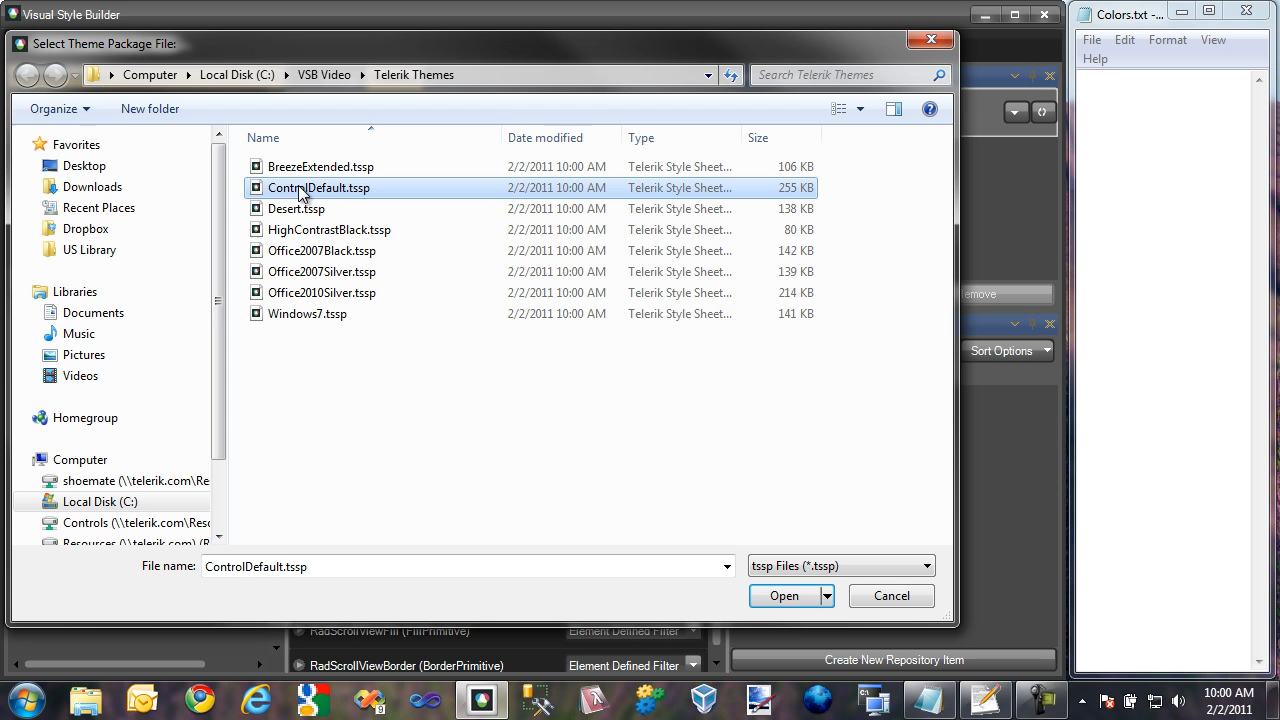 Visual Style Builder
Colors.txt -...
Select Theme Package File:
File Edit Format View
Help
Computer Local Disk (C:) VSB Video Telerik Themes
Search Telerik Themes
Organize New folder
Name Date modified Type Size
Favorites
Desktop
Downloads
Recent Places
Dropbox
US Library
Libraries
Documents
Music
Pictures
Videos
Homegroup
Computer
shoemate (\\telerik.com\Re
Local Disk (C:)
Controls (\\telerik.com\Reso
Resources (\\telerik.com) (R
BreezeExtended.tssp 2/2/2011 10:00 AM Telerik Style Sheet... 106 KB
ControlDefault.tssp 2/2/2011 10:00 AM Telerik Style Sheet... 255 KB
Desert.tssp 2/2/2011 10:00 AM Telerik Style Sheet... 138 KB
HighContrastBlack.tssp 2/2/2011 10:00 AM Telerik Style Sheet... 80 KB
Office2007Black.tssp 2/2/2011 10:00 AM Telerik Style Sheet... 142 KB
Office2007Silver.tssp 2/2/2011 10:00 AM Telerik Style Sheet... 139 KB
Office2010Silver.tssp 2/2/2011 10:00 AM Telerik Style Sheet... 214 KB
Windows7.tssp 2/2/2011 10:00 AM Telerik Style Sheet... 141 KB
emove
Sort Options
File name: ControlDefault.tssp tssp Files (*.tssp)
Open Cancel
RadScrollViewFill (FillPrimitive) Element Defined Filter
RadScrollViewBorder (BorderPrimitive) Element Defined Filter
Create New Repository Item
10:00 AM
2/2/2011